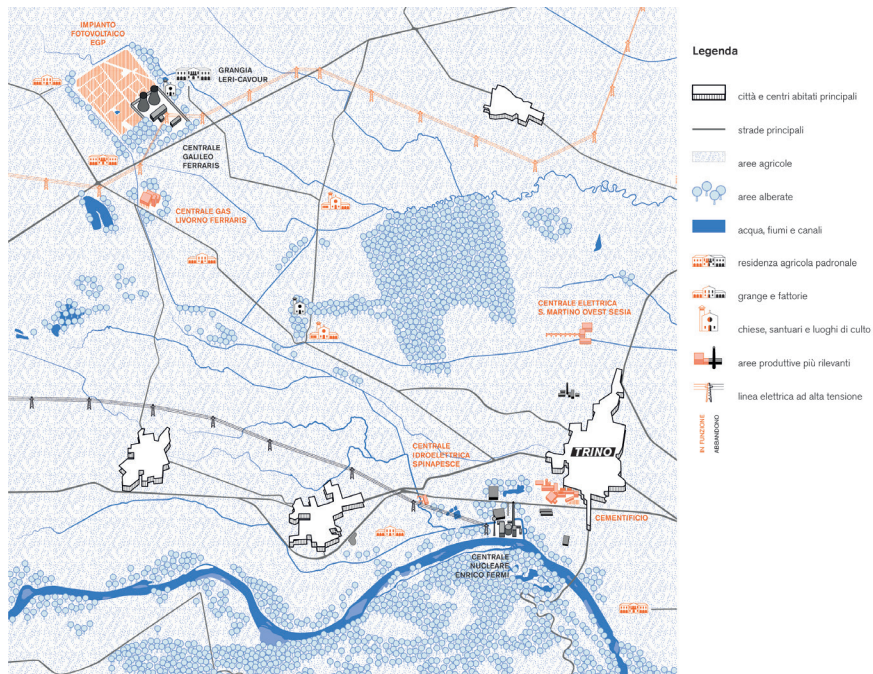 IMPIANTO
FOTOVOLTAICO
EGP
GRANGIA
LERI-CAVOUR
CENTRALE
GALILEO
FERRARIS
CENTRALE GAS
LIVORNO FERRARIS
CENTRALE ELETTRICA
S. MARTINO OVEST SESIA
CENTRALE
IDROELETTRICA
SPINAPESCE
TRINO
CEMENTIFICIO
CENTRALE
NUCLEARE
ENRICO FERMI
Legenda
città e centri abitati principali
strade principali
aree agricole
aree alberate
acqua, fiumi e canali
residenza agricola padronale
grange e fattorie
chiese, santuari e luoghi di culto
aree produttive più rilevanti
linea elettrica ad alta tensione
IN FUNZIONE
ABBANDONO